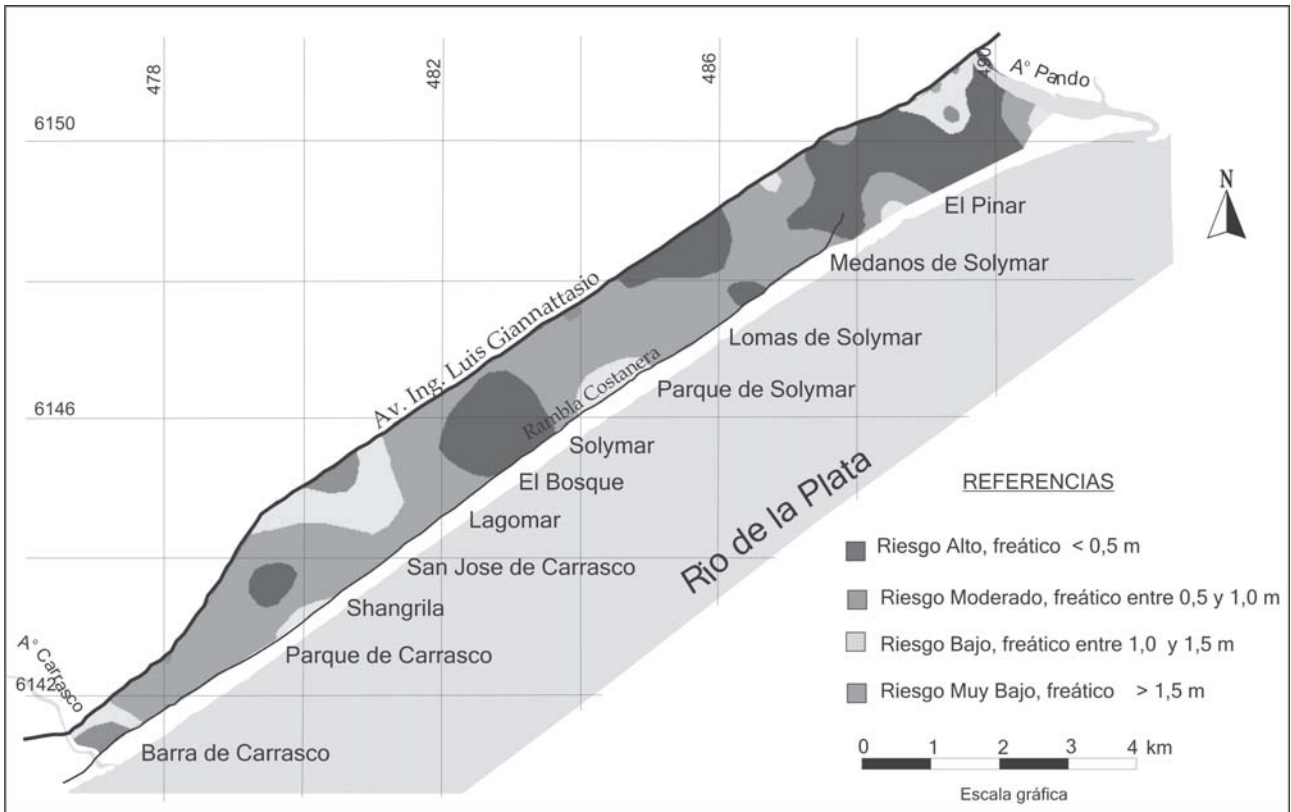 478
482
486
490
A° Pando
6150
N
El Pinar
Medanos de Solymar
Av. Ing. Luis Giannattasio
Lomas de Solymar
Rambla Costanera
Parque de Solymar
6146
Solymar
El Bosque
Lagomar
Rio de la Plata
San Jose de Carrasco
Shangrila
Parque de Carrasco
A° Carrasco
6142
Barra de Carrasco
REFERENCIAS
Riesgo Alto, freático < 0,5 m
Riesgo Moderado, freático entre 0,5 y 1,0 m
Riesgo Bajo, freático entre 1,0 y 1,5 m
Riesgo Muy Bajo, freático > 1,5 m
0 1 2 3 4 km
Escala gráfica